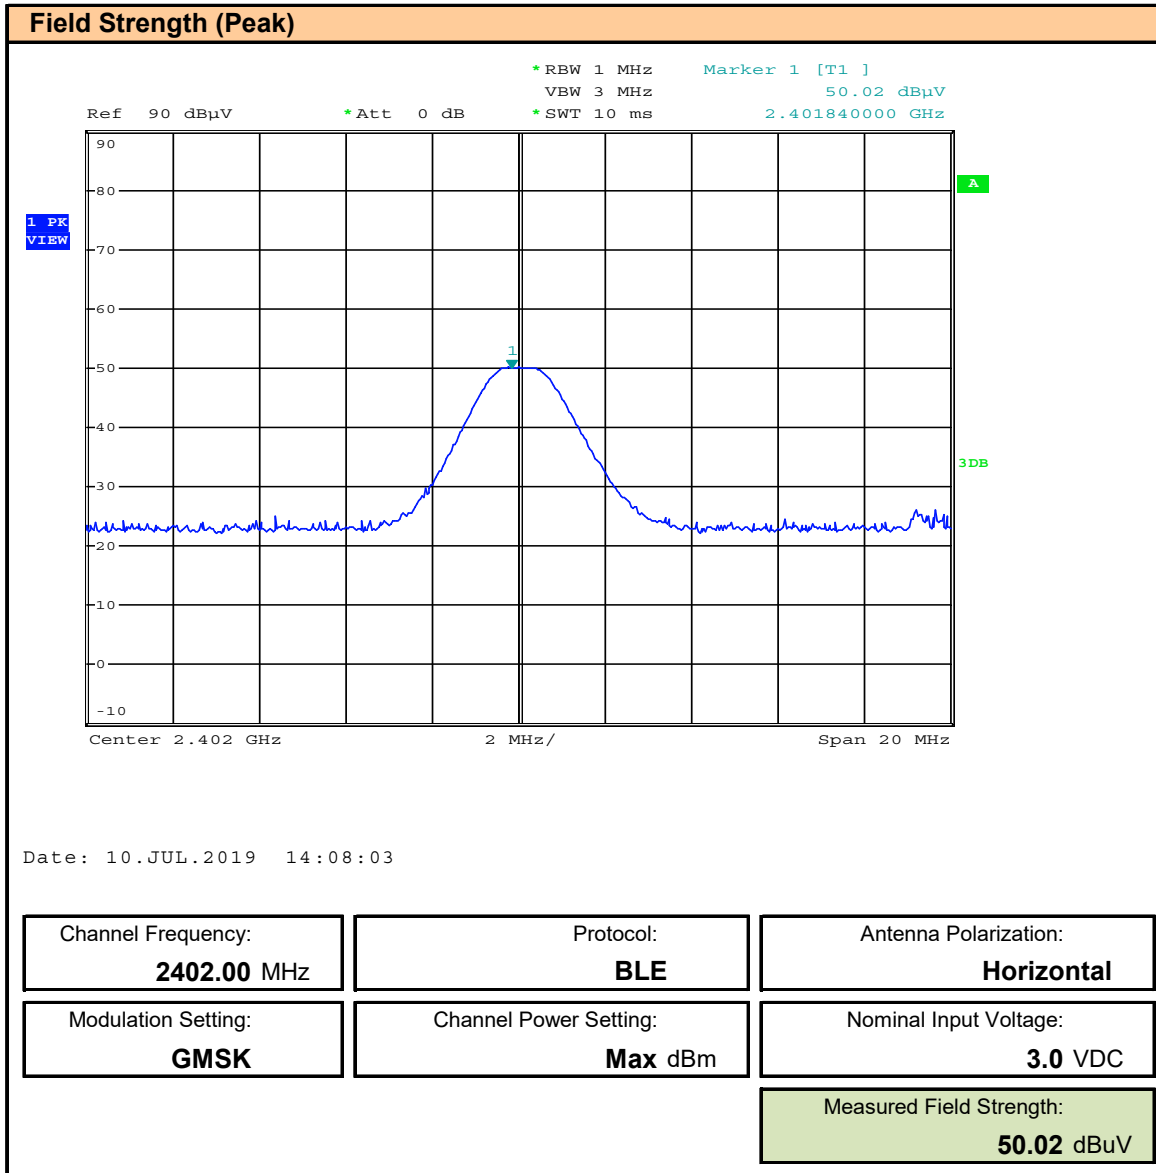 Field Strength (Peak)
*RBW 1 MHz Marker 1 [T1 ]
VBW 3 MHz 50.02 dBµV
Ref 90 dBµV *Att 0 dB *SWT 10 ms 2.401840000 GHz
90
A
80
1 PK
VIEW
70
60
1
50
40
3DB
30
20
10
0
-10
Center 2.402 GHz 2 MHz/ Span 20 MHz
Date: 10.JUL.2019 14:08:03
Channel Frequency: Protocol: Antenna Polarization:
2402.00 MHz BLE Horizontal
Modulation Setting: Channel Power Setting: Nominal Input Voltage:
GMSK Max dBm 3.0 VDC
Measured Field Strength:
50.02 dBuV